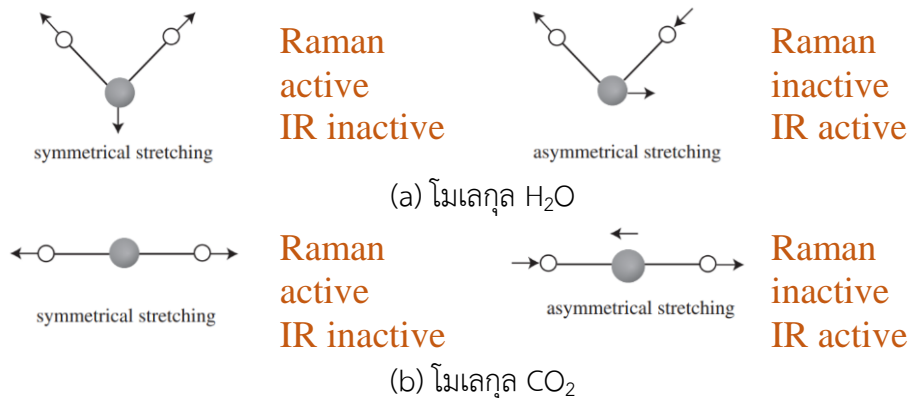 Raman
active
IR inactive
symmetrical stretching
Raman
inactive
IR active
asymmetrical stretching
(a) โมเลกุล H₂O
Raman
active
IR inactive
symmetrical stretching
Raman
inactive
IR active
asymmetrical stretching
(b) โมเลกุล CO₂